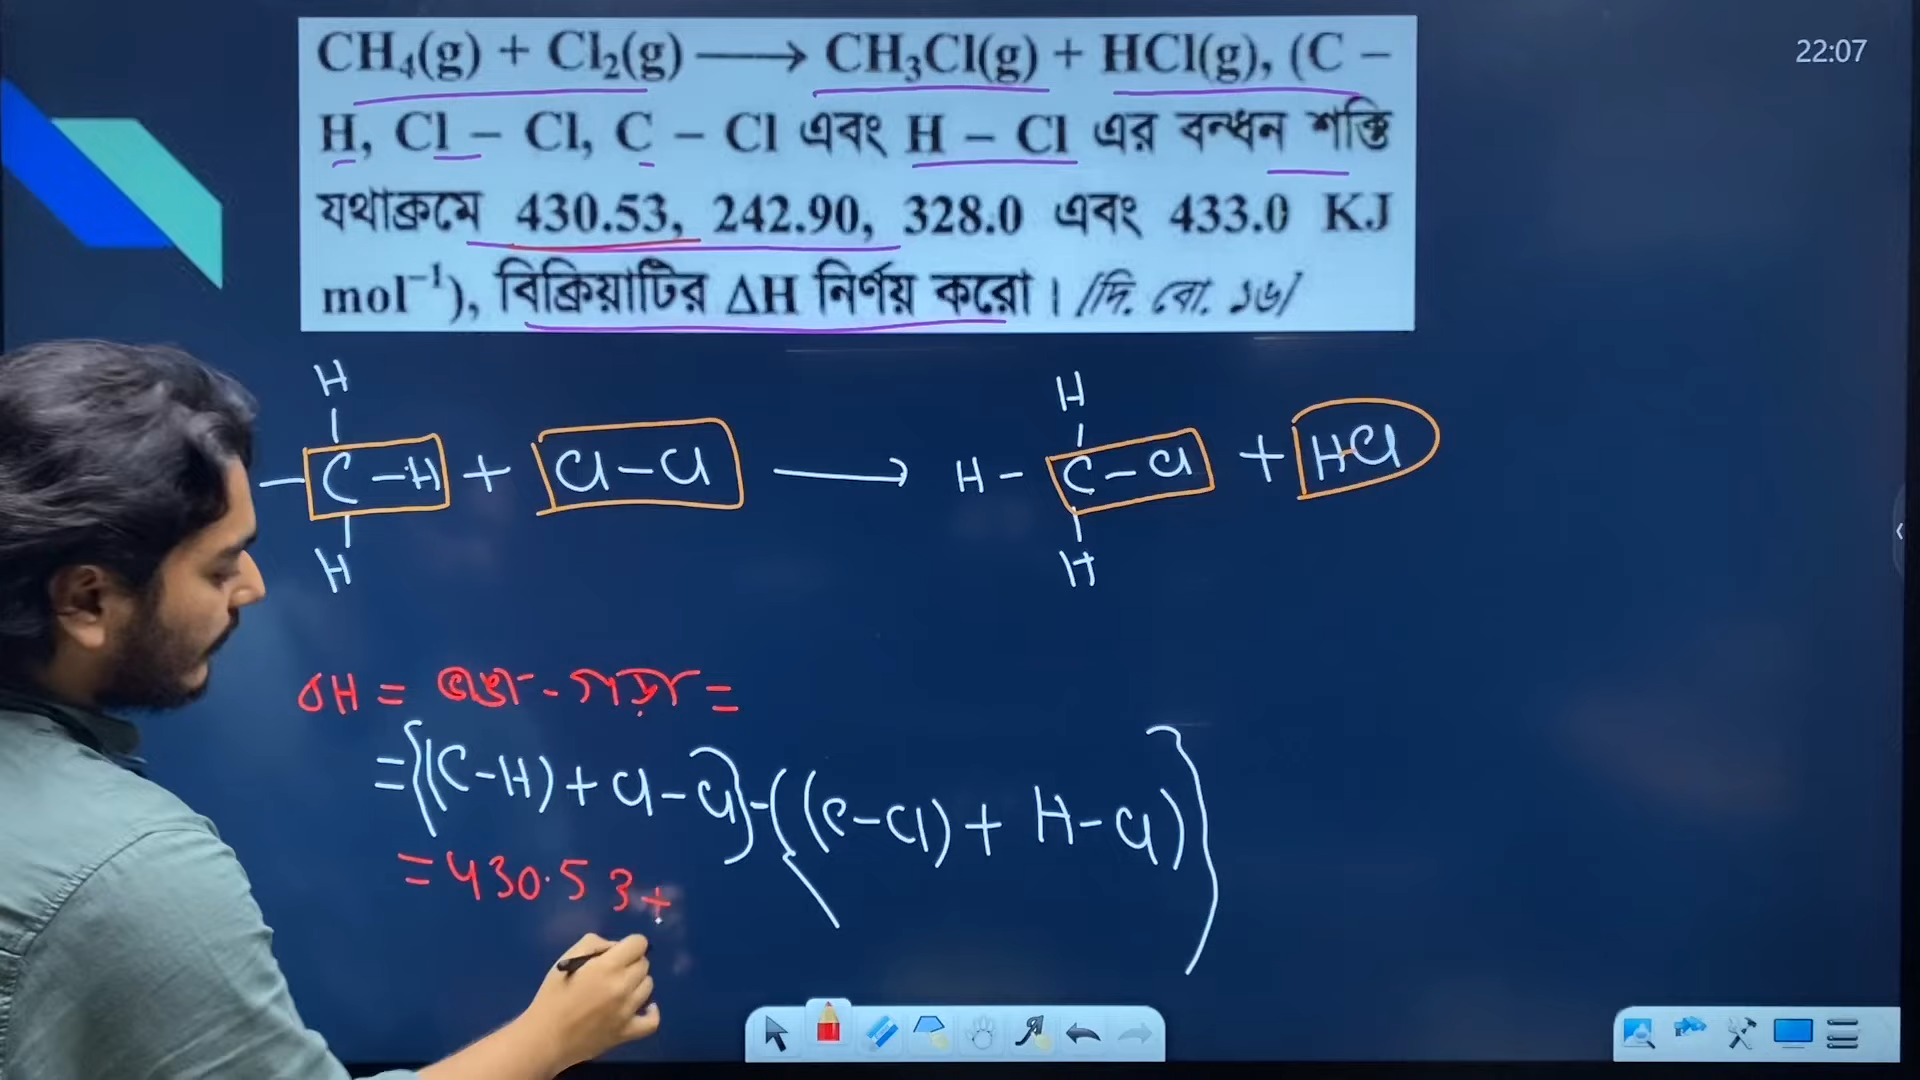 22:07
CH₄(g) + Cl₂(g) ⟶ CH₃Cl(g) + HCl(g), (C –
H, Cl – Cl, C – Cl এবং H – Cl এর বন্ধন শক্তি
যথাক্রমে 430.53, 242.90, 328.0 এবং 433.0 KJ
mol⁻¹), বিক্রিয়াটির ΔH নির্ণয় করো। [দি. বো. ১৬]
H H
– C – H + Cl – Cl ⟶ H – C – Cl + HCl
H H
ΔH = ভাঙা - গড়া =
= {(C-H) + Cl-Cl} - {(C-Cl) + H-Cl)}
= 430.53 +